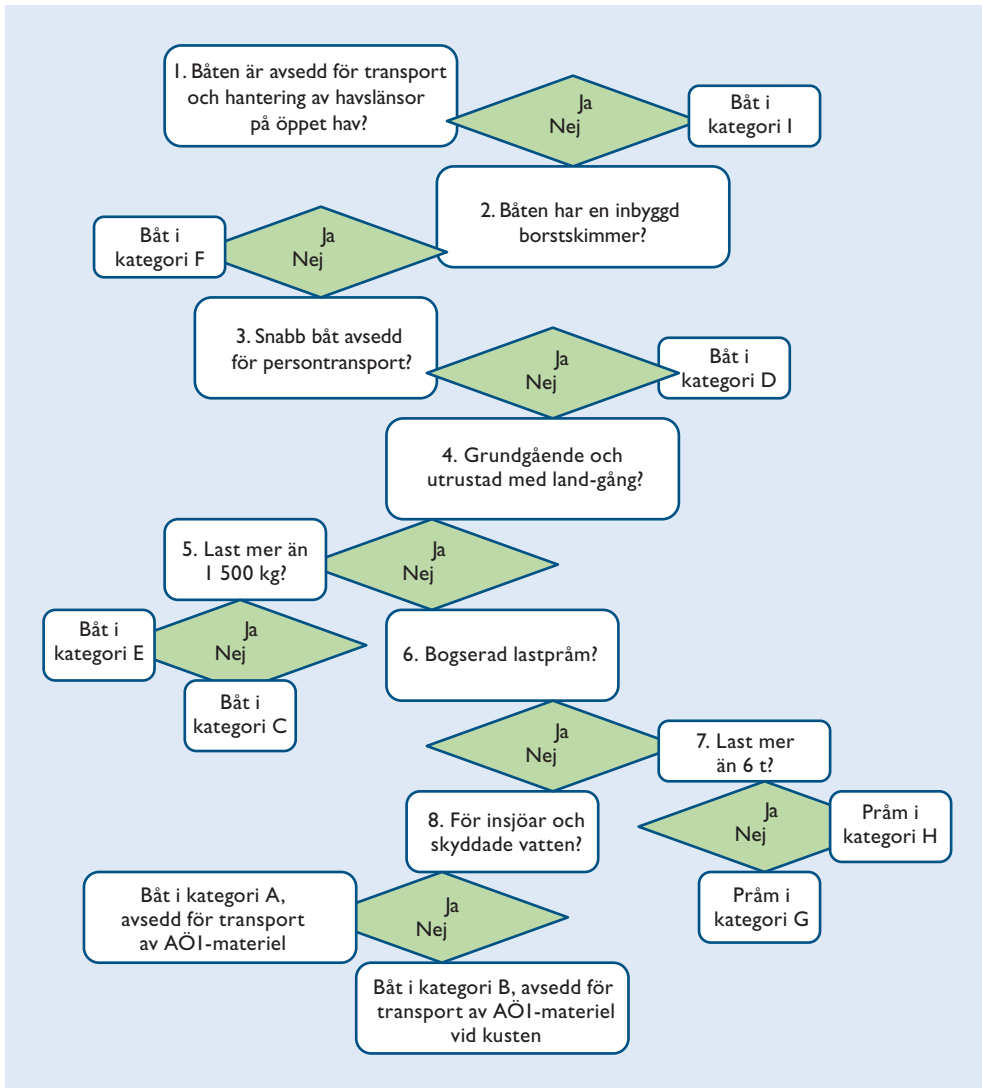 1. Båten är avsedd för transport
och hantering av havslänsor
på öppet hav?
Ja
Nej
Båt i
kategori I
2. Båten har en inbyggd
borstskimmer?
Ja
Nej
Båt i
kategori F
3. Snabb båt avsedd
för persontransport?
Ja
Nej
Båt i
kategori D
4. Grundgående och
utrustad med land-gång?
Ja
Nej
5. Last mer än
1 500 kg?
Ja
Nej
Båt i
kategori E
Båt i
kategori C
6. Bogserad lastpråm?
Ja
Nej
7. Last mer
än 6 t?
Ja
Nej
Pråm i
kategori H
Pråm i
kategori G
8. För insjöar och
skyddade vatten?
Ja
Nej
Båt i kategori A,
avsedd för transport
av AÖ1-materiel
Båt i kategori B, avsedd för
transport av AÖ1-materiel
vid kusten